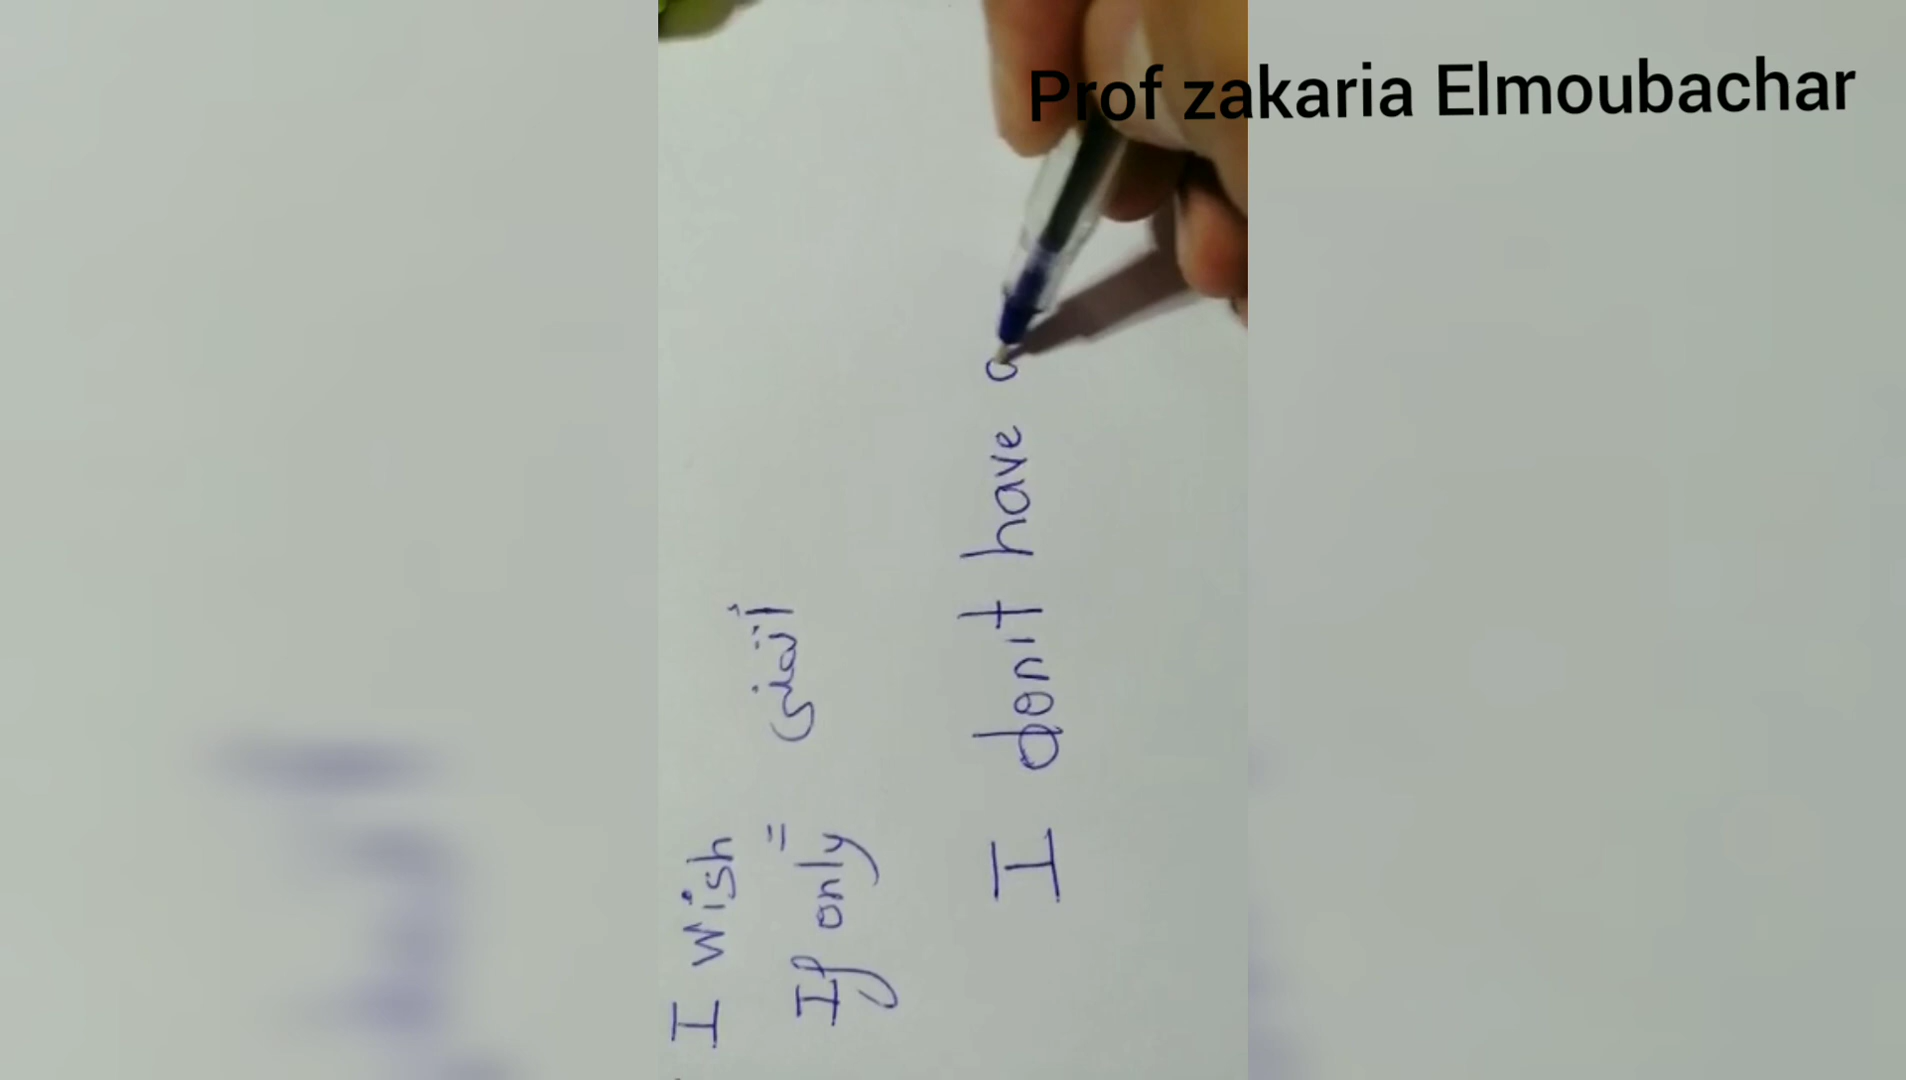 Prof zakaria Elmoubachar
I wish
=
أتمنى
If only
I don't have a